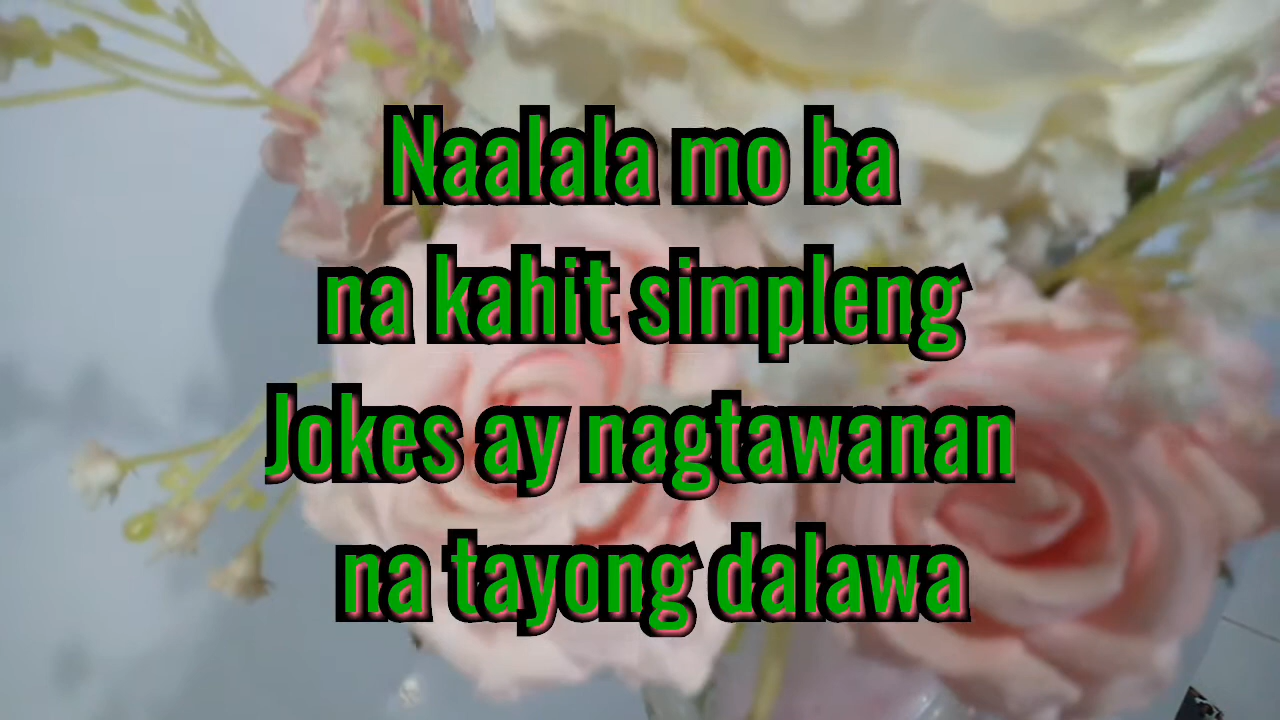 Naalala mo ba
na kahit simpleng
Jokes ay nagtawanan
na tayong dalawa